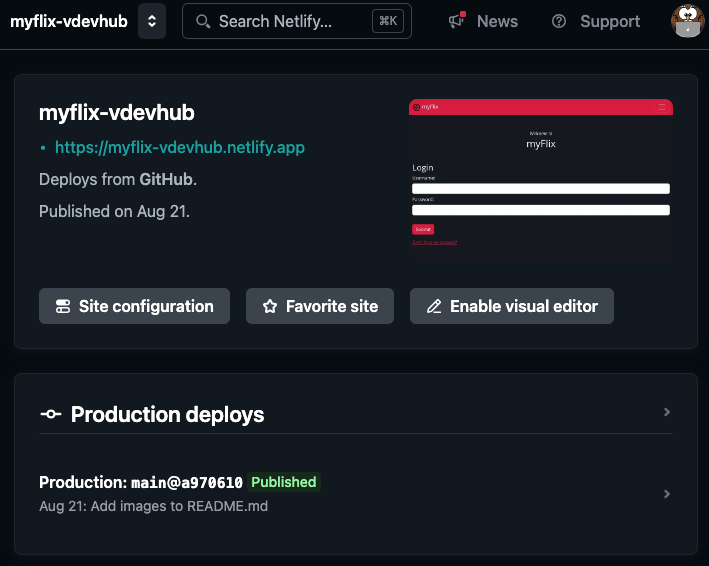 myflix-vdevhub
Search Netlify...
⌘K
News
Support
myflix-vdevhub
• https://myflix-vdevhub.netlify.app
Deploys from GitHub.
Published on Aug 21.
myFlix
Welcome to
myFlix
Login
Username:
Password:
Submit
Site configuration
Favorite site
Enable visual editor
Production deploys
Production: main@a970610 Published
Aug 21: Add images to README.md